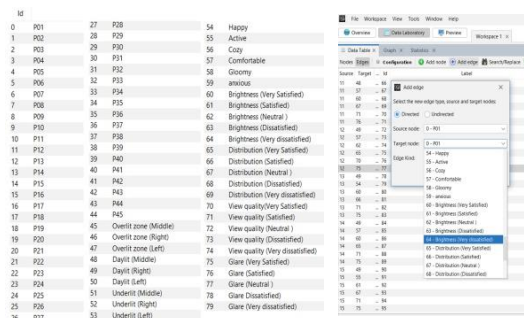 Id
0 P01
1 P02
2 P03
3 P04
4 P05
5 P06
6 P07
7 P08
8 P09
9 P10
10 P11
11 P12
12 P13
13 P14
14 P15
15 P16
16 P17
17 P18
18 P19
19 P20
20 P21
21 P22
22 P23
23 P24
24 P25
25 P26
26 P27
27 P28
28 P29
29 P30
30 P31
31 P32
32 P33
33 P34
34 P35
35 P36
36 P37
37 P38
38 P39
39 P40
40 P41
41 P42
42 P43
43 P44
44 P45
45 Overlit zone (Middle)
46 Overlit zone (Right)
47 Overlit zone (Left)
48 Daylit (Middle)
49 Daylit (Right)
50 Daylit (Left)
51 Underlit (Middle)
52 Underlit (Right)
53 Underlit (Left)
54 Happy
55 Active
56 Cozy
57 Comfortable
58 Gloomy
59 anxious
60 Brightness (Very Satisfied)
61 Brightness (Satisfied)
62 Brightness (Neutral )
63 Brightness (Dissatisfied)
64 Brightness (Very dissatisfied)
65 Distribution (Very Satisfied)
66 Distribution (Satisfied)
67 Distribution (Neutral )
68 Distribution (Dissatisfied)
69 Distribution (Very dissatisfied)
70 View quality(Very Satisfied)
71 View quality (Satisfied)
72 View quality (Neutral )
73 View quality (Dissatisfied)
74 View quality (Very dissatisfied)
75 Glare (Very Satisfied)
76 Glare (Satisfied)
77 Glare (Neutral )
78 Glare Dissatisfied)
79 Glare (Very dissatisfied)
File Workspace View Tools Window Help
Overview Data Laboratory Preview Workspace 1 ×
Data Table × Graph × Statistics ×
Nodes Edges Configuration Add node Add edge Search/Replace
Source Target Id Label
Add edge
Select the new edge type, source and target nodes:
Directed Undirected
Source node: 0 - P01
Target node: 0 - P01
Edge Kind:
54 - Happy
55 - Active
56 - Cozy
57 - Comfortable
58 - Gloomy
59 - anxious
60 - Brightness (Very Satisfied)
61 - Brightness (Satisfied)
62 - Brightness (Neutral )
63 - Brightness (Dissatisfied)
64 - Brightness (Very dissatisfied)
65 - Distribution (Very Satisfied)
66 - Distribution (Satisfied)
67 - Distribution (Neutral )
68 - Distribution (Dissatisfied)